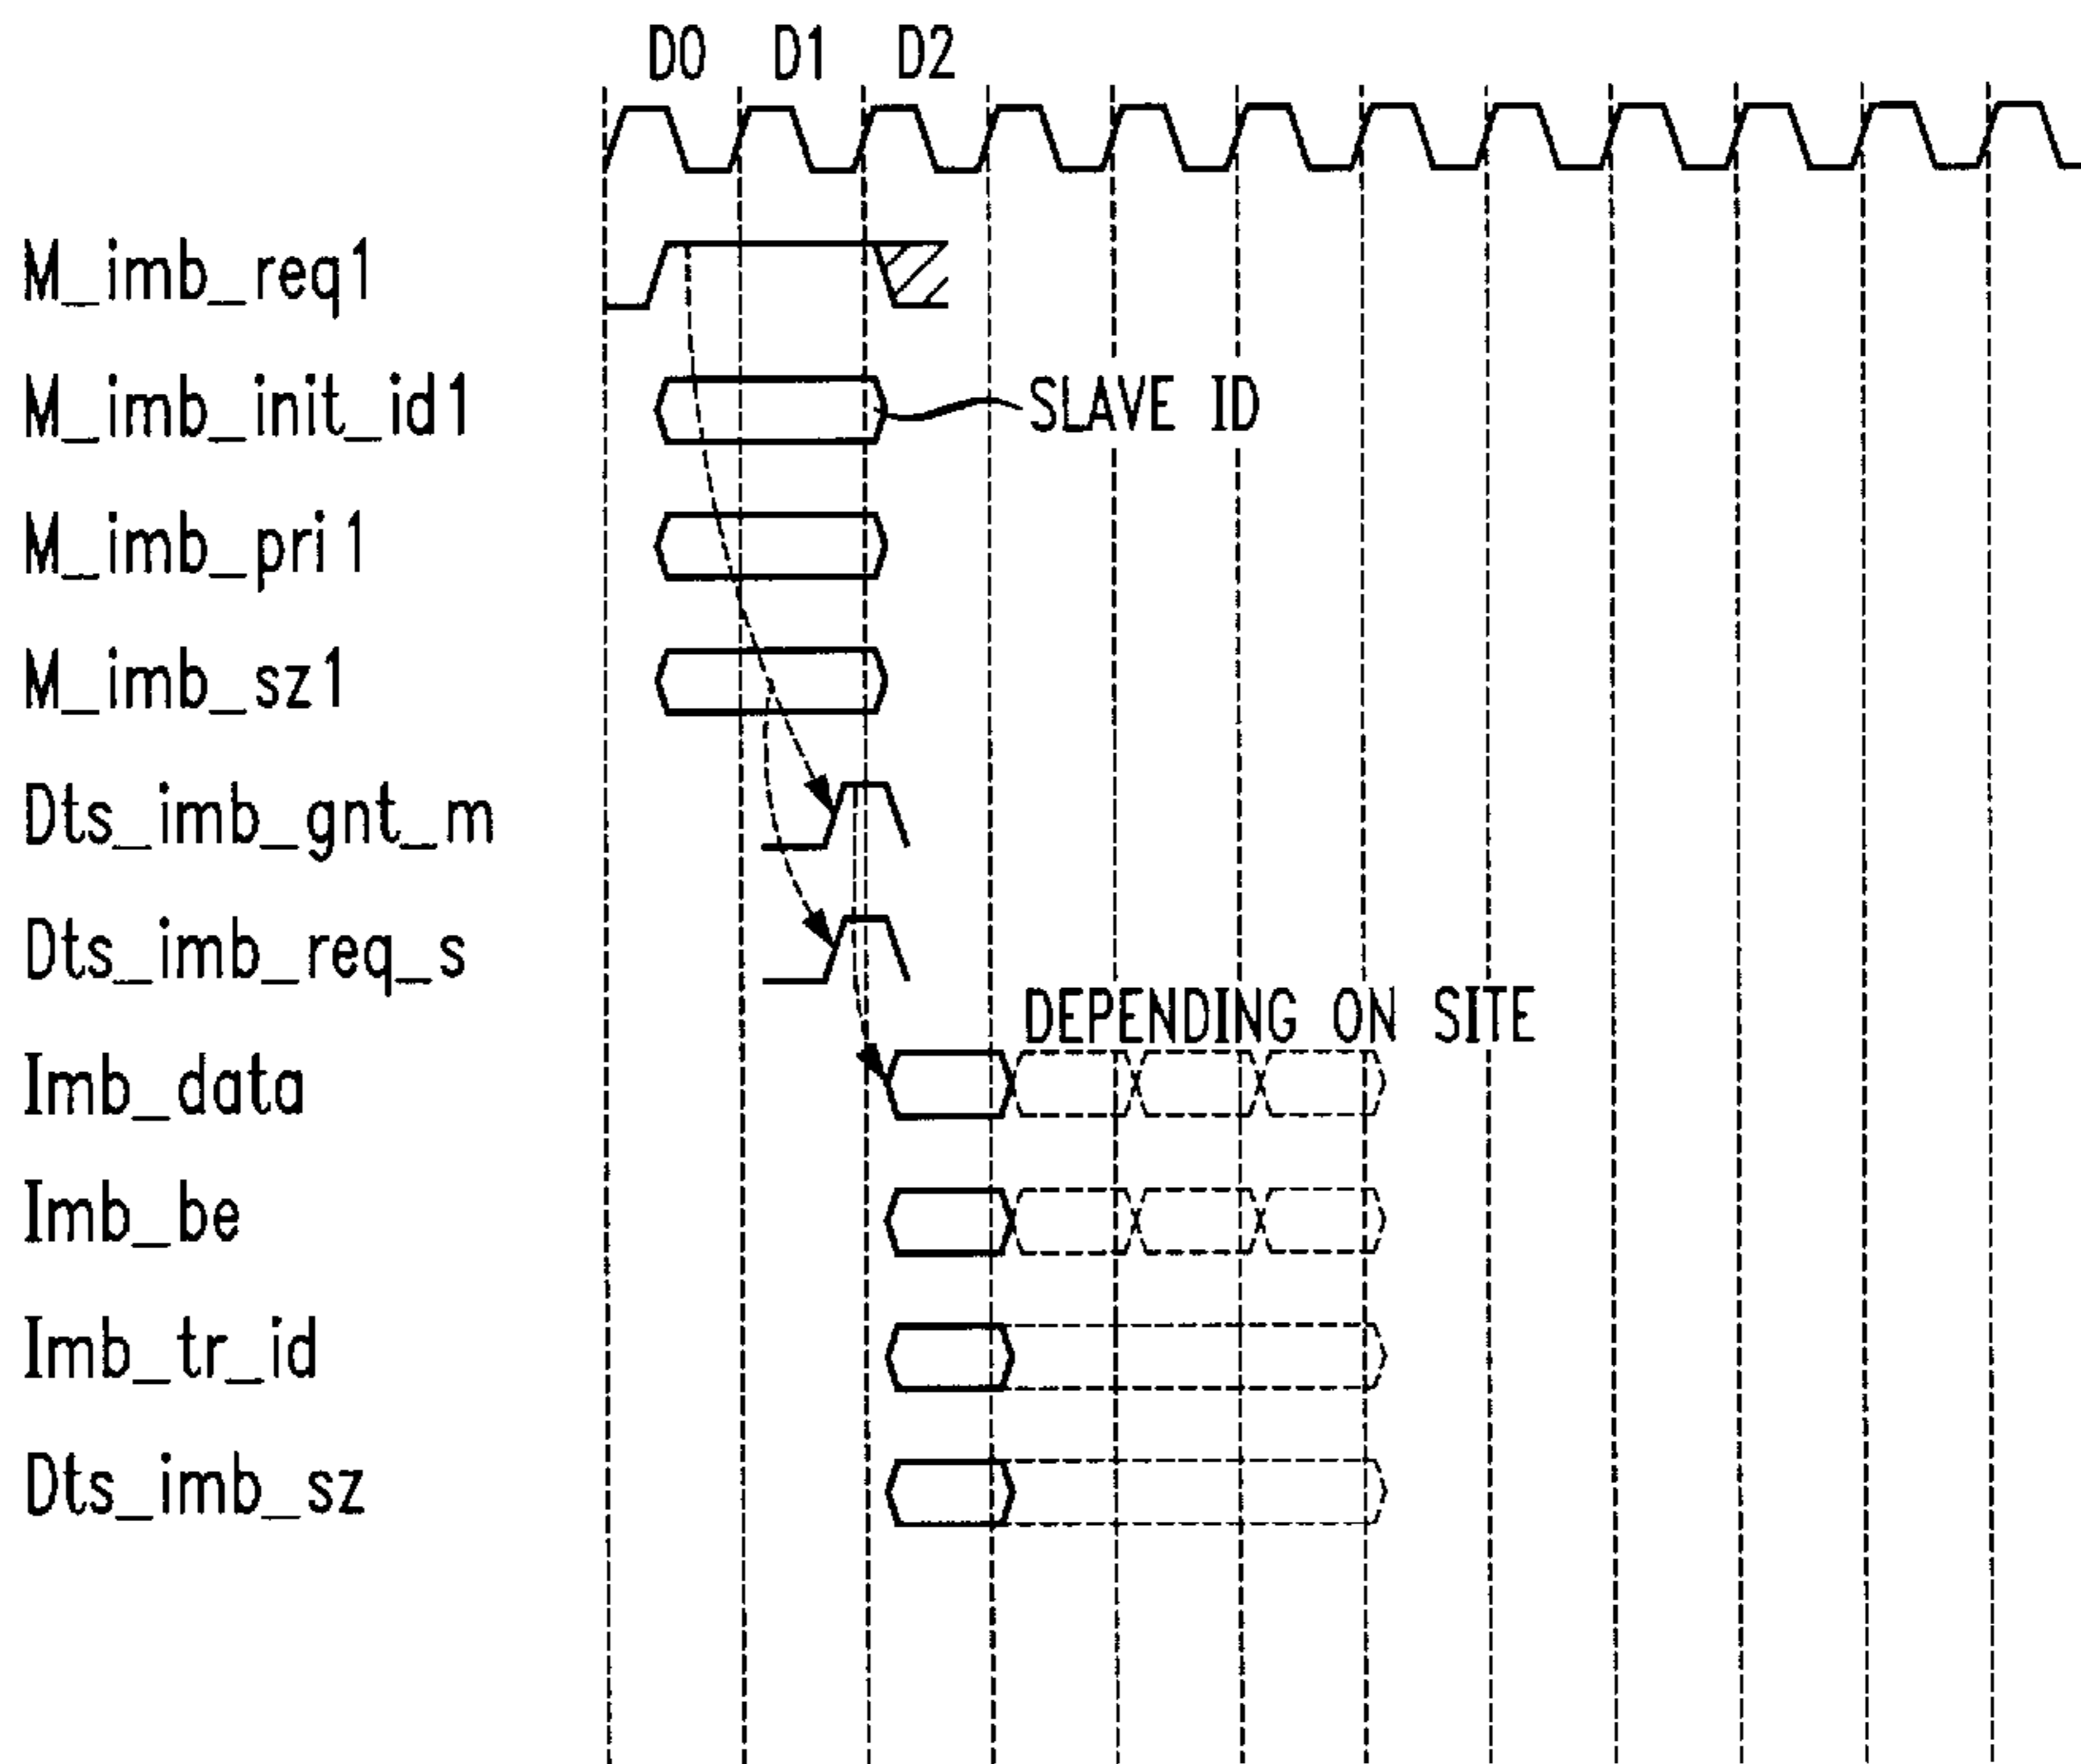 D0 D1 D2
M_imb_req1
M_imb_init_id1
SLAVE ID
M_imb_pri1
M_imb_sz1
Dts_imb_gnt_m
Dts_imb_req_s
DEPENDING ON SITE
Imb_data
Imb_be
Imb_tr_id
Dts_imb_sz